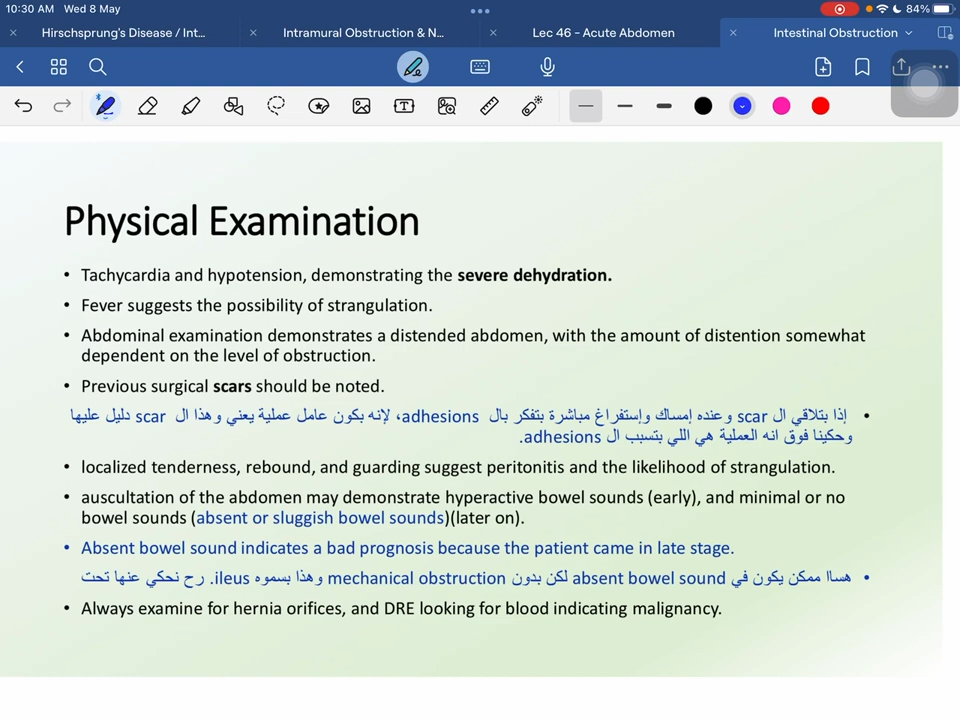 10:30 AM Wed 8 May
84%
Hirschsprung's Disease / Int...
Intramural Obstruction & N...
Lec 46 - Acute Abdomen
Intestinal Obstruction
Physical Examination
• Tachycardia and hypotension, demonstrating the severe dehydration.
• Fever suggests the possibility of strangulation.
• Abdominal examination demonstrates a distended abdomen, with the amount of distention somewhat
dependent on the level of obstruction.
• Previous surgical scars should be noted.
• إذا بتلاقي ال scar وعنده إمساك وإستفراغ مباشرة بتفكر بال adhesions، لإنه بكون عامل عملية يعني وهذا ال scar دليل عليها
وحكينا فوق انه العملية هي اللي بتسبب ال adhesions.
• localized tenderness, rebound, and guarding suggest peritonitis and the likelihood of strangulation.
• auscultation of the abdomen may demonstrate hyperactive bowel sounds (early), and minimal or no
bowel sounds (absent or sluggish bowel sounds)(later on).
• Absent bowel sound indicates a bad prognosis because the patient came in late stage.
• هساا ممكن يكون في absent bowel sound لكن بدون mechanical obstruction وهذا بسموه ileus. رح نحكي عنها تحت
• Always examine for hernia orifices, and DRE looking for blood indicating malignancy.